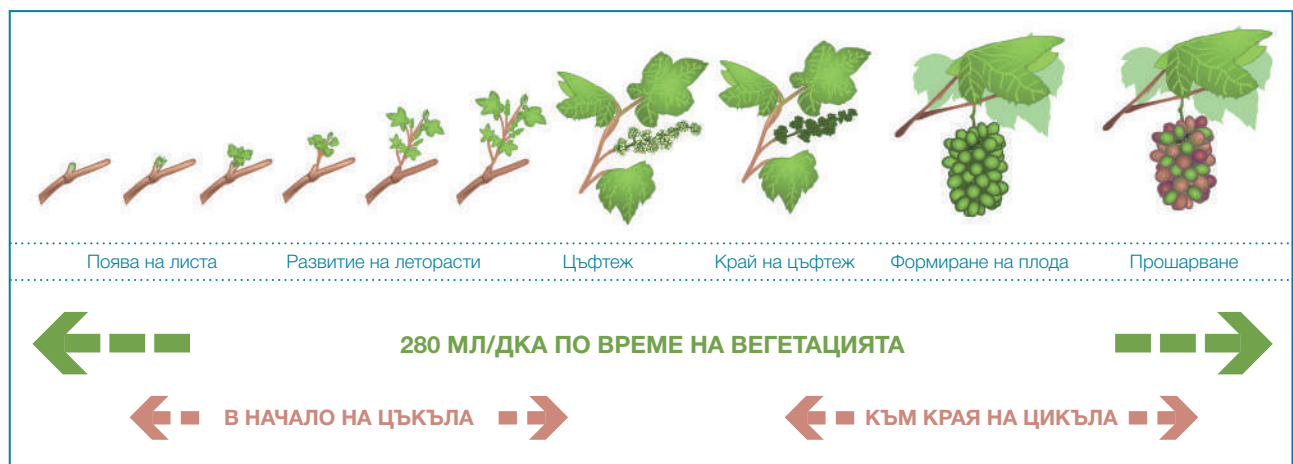 Поява на листа Развитие на леторасти Цъфтеж Край на цъфтеж Формиране на плода Прошарване
280 МЛ/ДКА ПО ВРЕМЕ НА ВЕГЕТАЦИЯТА
В НАЧАЛО НА ЦЪКЪЛА КЪМ КРАЯ НА ЦИКЪЛА